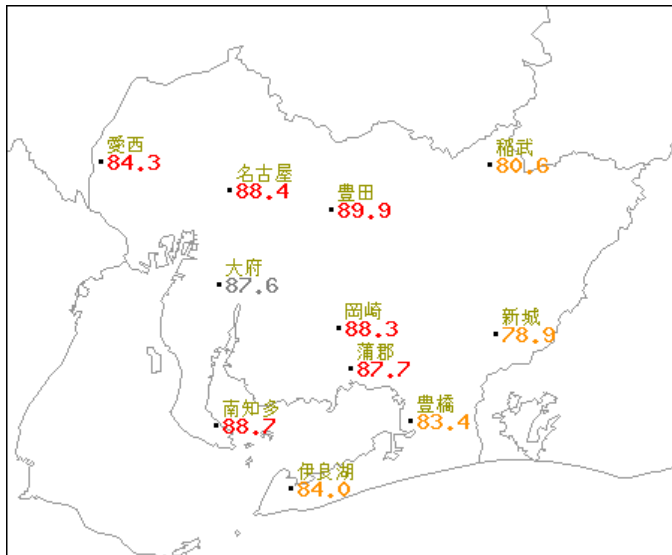 愛西
84.3
稲武
80.6
名古屋
88.4
豊田
89.9
大府
87.6
岡崎
88.3
新城
78.9
蒲郡
87.7
南知多
88.7
豊橋
83.4
伊良湖
84.0